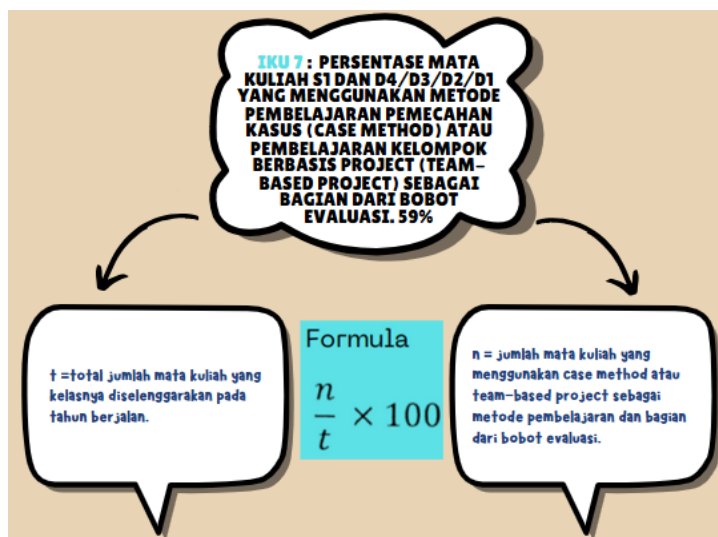 IKU 7 : PERSENTASE MATA
KULIAH S1 DAN D4/D3/D2/D1
YANG MENGGUNAKAN METODE
PEMBELAJARAN PEMECAHAN
KASUS (CASE METHOD) ATAU
PEMBELAJARAN KELOMPOK
BERBASIS PROJECT (TEAM-
BASED PROJECT) SEBAGAI
BAGIAN DARI BOBOT
EVALUASI. 59%
t =total jumlah mata kuliah yang
kelasnya diselenggarakan pada
tahun berjalan.
Formula
n
t × 100
n = jumlah mata kuliah yang
menggunakan case method atau
team-based project sebagai
metode pembelajaran dan bagian
dari bobot evaluasi.